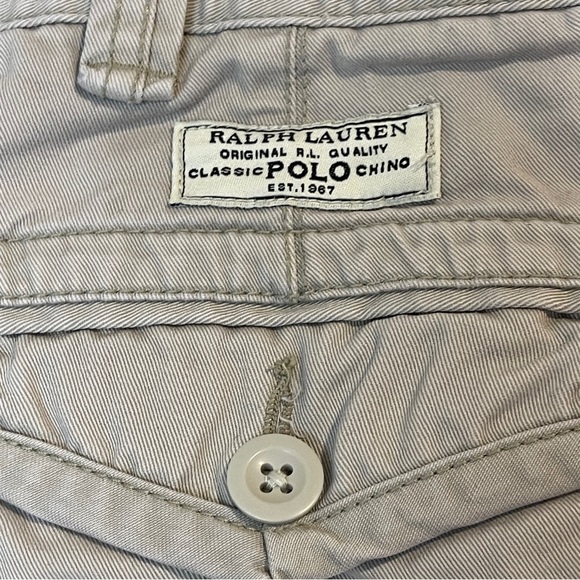 RALPH LAUREN
ORIGINAL R.L. QUALITY
CLASSIC POLO CHINO
EST. 1967